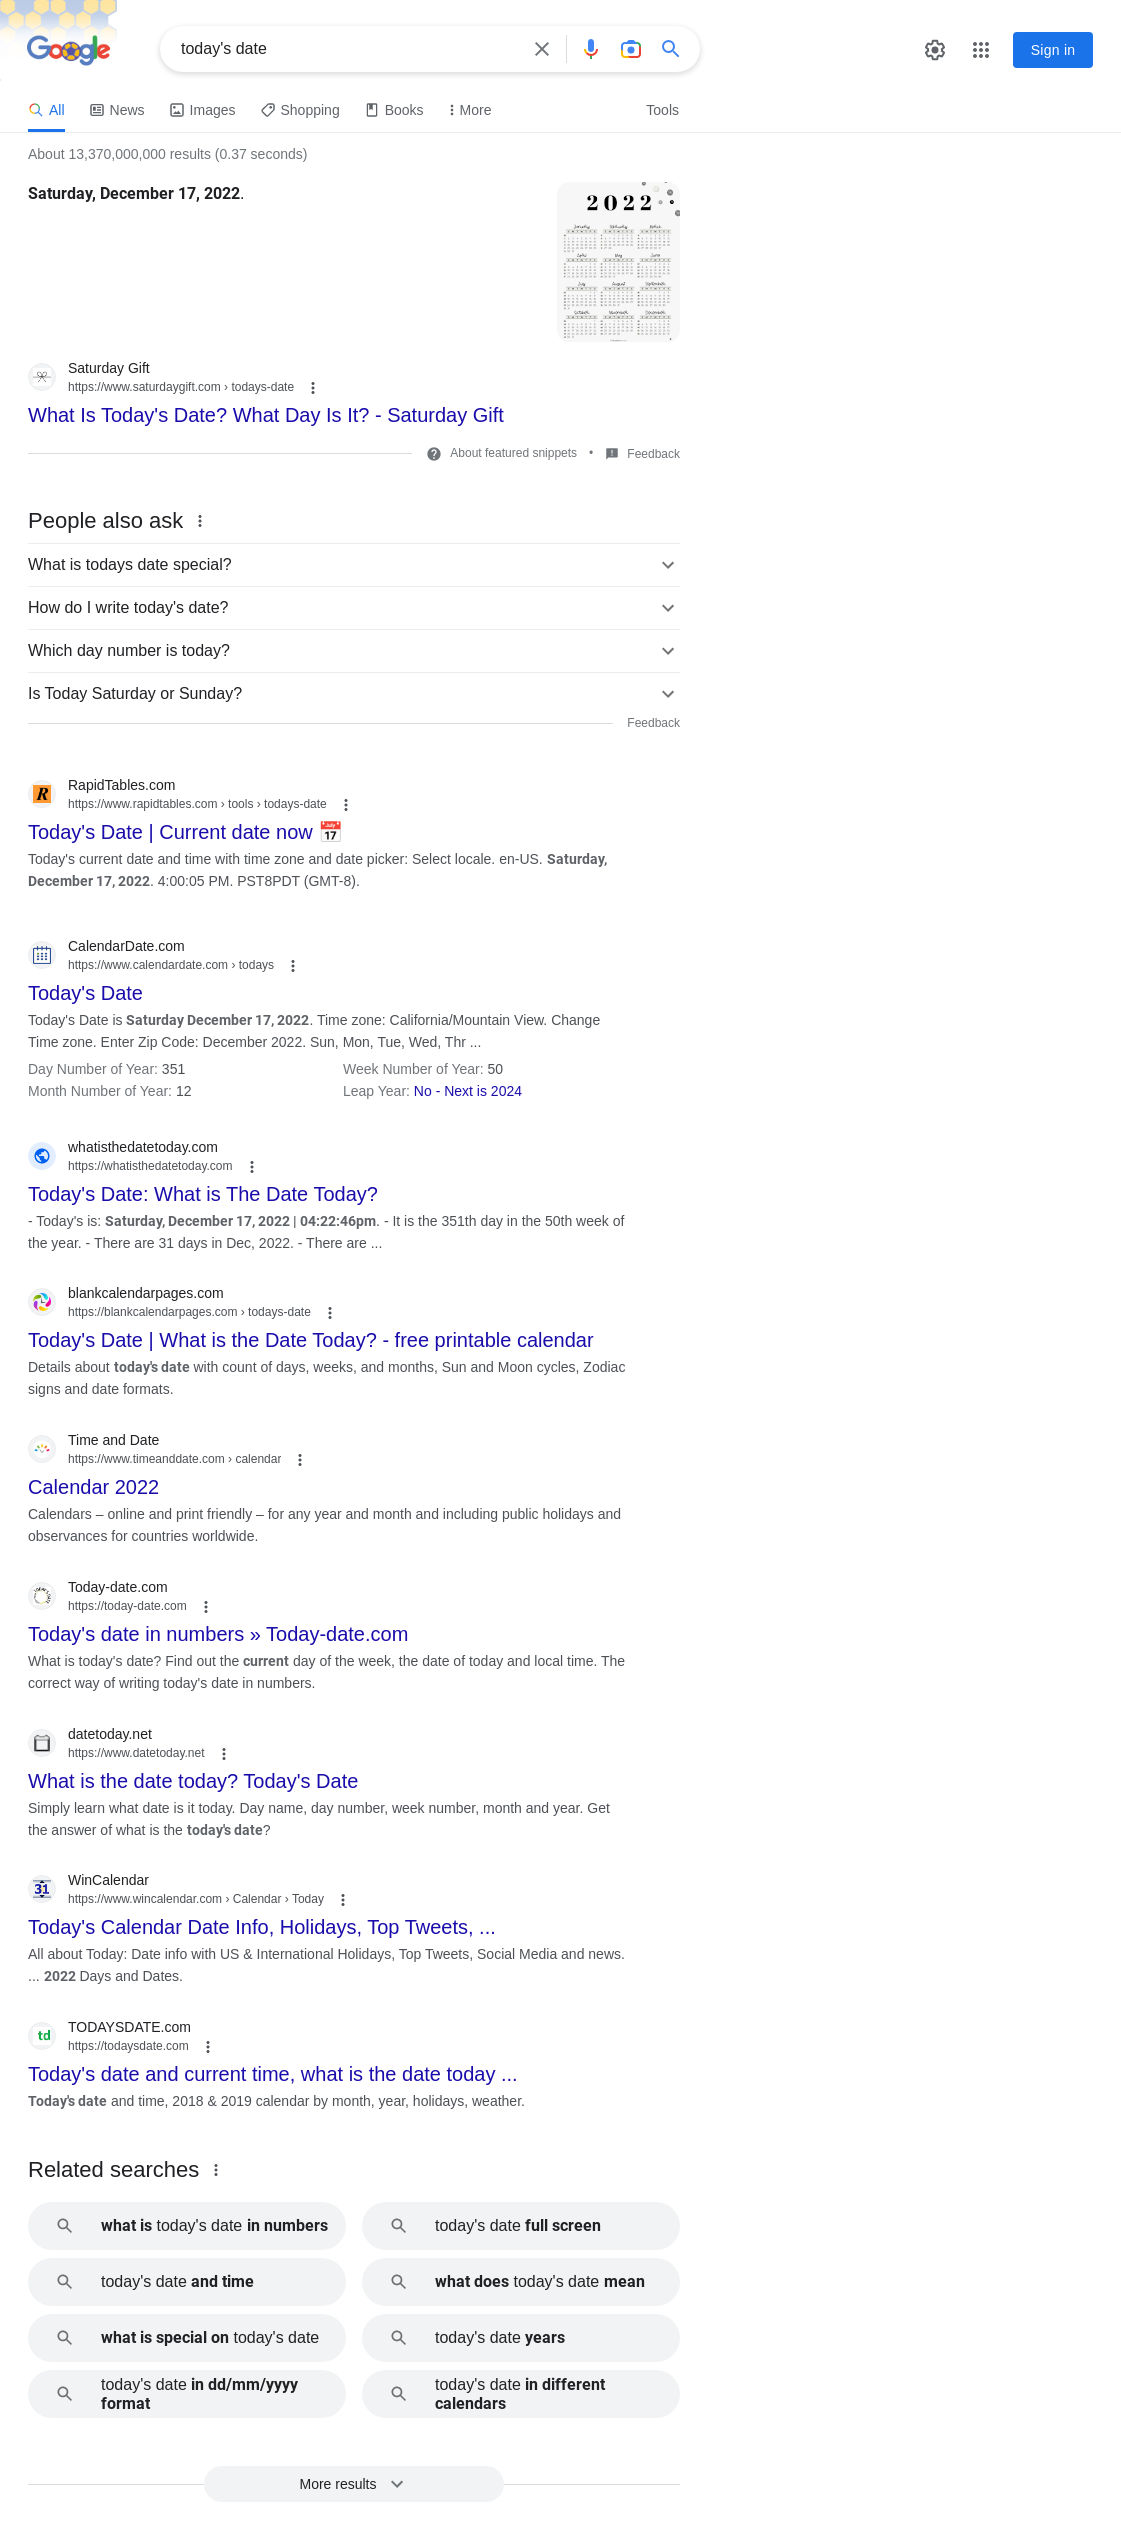 Google
today's date
Sign in
All
News
Images
Shopping
Books
More
Tools
About 13,370,000,000 results (0.37 seconds)
Saturday, December 17, 2022.
2022
Saturday Gift
https://www.saturdaygift.com › todays-date
What Is Today's Date? What Day Is It? - Saturday Gift
About featured snippets • Feedback
People also ask
What is todays date special?
How do I write today's date?
Which day number is today?
Is Today Saturday or Sunday?
Feedback
RapidTables.com
https://www.rapidtables.com › tools › todays-date
Today's Date | Current date now 📅
Today's current date and time with time zone and date picker: Select locale. en-US. Saturday,
December 17, 2022. 4:00:05 PM. PST8PDT (GMT-8).
CalendarDate.com
https://www.calendardate.com › todays
Today's Date
Today's Date is Saturday December 17, 2022. Time zone: California/Mountain View. Change
Time zone. Enter Zip Code: December 2022. Sun, Mon, Tue, Wed, Thr ...
Day Number of Year: 351
Week Number of Year: 50
Month Number of Year: 12
Leap Year: No - Next is 2024
whatisthedatetoday.com
https://whatisthedatetoday.com
Today's Date: What is The Date Today?
- Today's is: Saturday, December 17, 2022 | 04:22:46pm. - It is the 351th day in the 50th week of
the year. - There are 31 days in Dec, 2022. - There are ...
blankcalendarpages.com
https://blankcalendarpages.com › todays-date
Today's Date | What is the Date Today? - free printable calendar
Details about today's date with count of days, weeks, and months, Sun and Moon cycles, Zodiac
signs and date formats.
Time and Date
https://www.timeanddate.com › calendar
Calendar 2022
Calendars – online and print friendly – for any year and month and including public holidays and
observances for countries worldwide.
Today-date.com
https://today-date.com
Today's date in numbers » Today-date.com
What is today's date? Find out the current day of the week, the date of today and local time. The
correct way of writing today's date in numbers.
datetoday.net
https://www.datetoday.net
What is the date today? Today's Date
Simply learn what date is it today. Day name, day number, week number, month and year. Get
the answer of what is the today's date?
31
WinCalendar
https://www.wincalendar.com › Calendar › Today
Today's Calendar Date Info, Holidays, Top Tweets, ...
All about Today: Date info with US & International Holidays, Top Tweets, Social Media and news.
... 2022 Days and Dates.
td
TODAYSDATE.com
https://todaysdate.com
Today's date and current time, what is the date today ...
Today's date and time, 2018 & 2019 calendar by month, year, holidays, weather.
Related searches
what is today's date in numbers
today's date full screen
today's date and time
what does today's date mean
what is special on today's date
today's date years
today's date in dd/mm/yyyy
format
today's date in different
calendars
More results